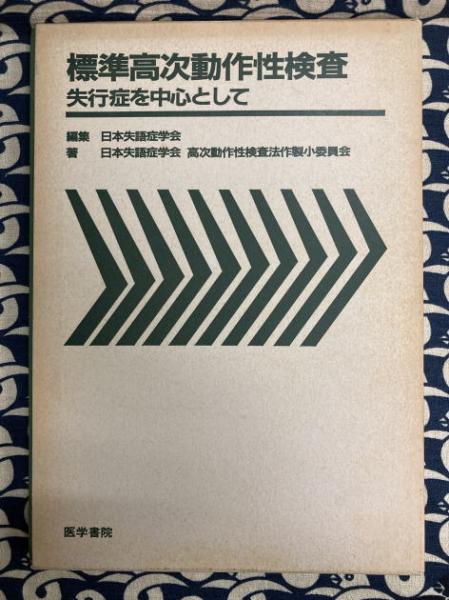 標準高次動作性検査
失行症を中心として
編集 日本失語症学会
著 日本失語症学会 高次動作性検査法作製小委員会
医学書院